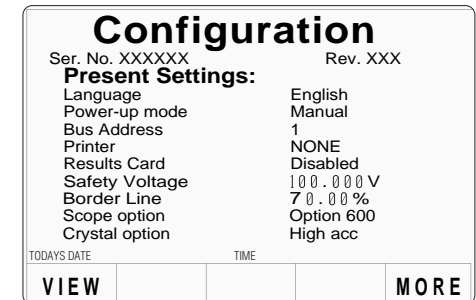 Configuration
Ser. No. XXXXXX Rev. XXX
Present Settings:
Language English
Power-up mode Manual
Bus Address 1
Printer NONE
Results Card Disabled
Safety Voltage 100.000V
Border Line 70.00%
Scope option Option 600
Crystal option High acc
TODAYS DATE TIME
VIEW MORE